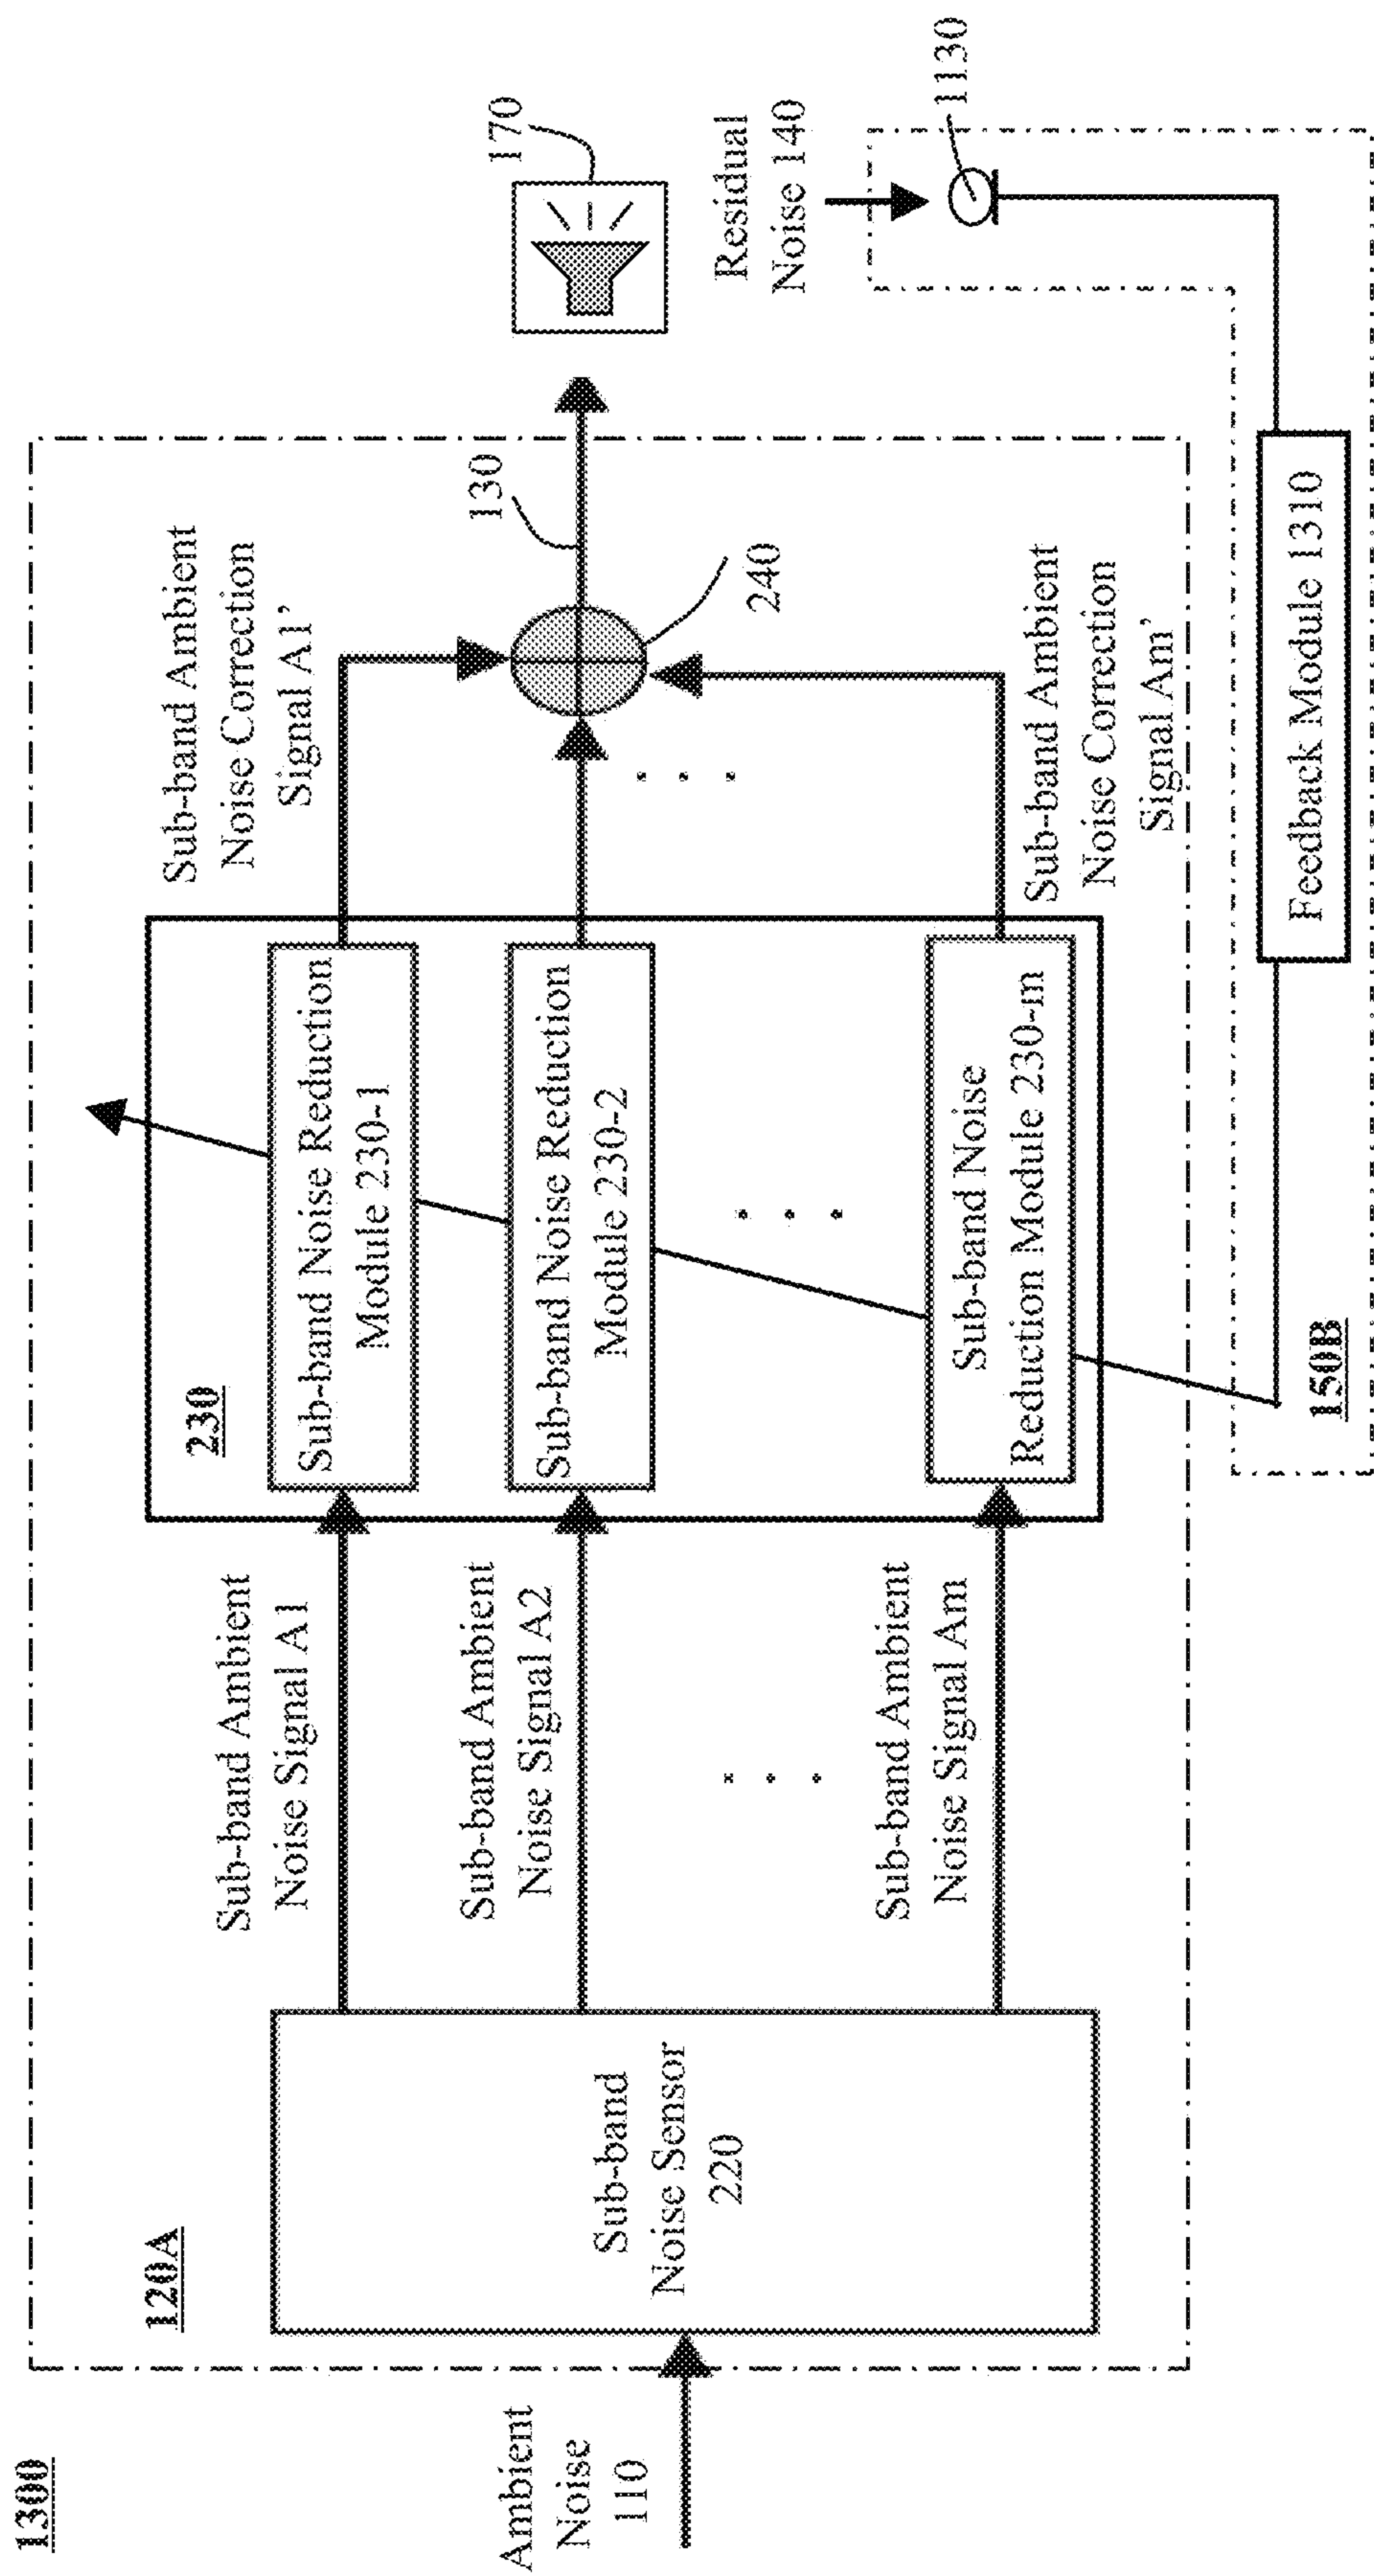 1300
120A
Ambient
Noise
110
Sub-band
Noise Sensor
220
Sub-band Ambient
Noise Signal A1
Sub-band Ambient
Noise Signal A2
. . .
Sub-band Ambient
Noise Signal Am
230
Sub-band Noise Reduction
Module 230-1
Sub-band Noise Reduction
Module 230-2
. . .
Sub-band Noise
Reduction Module 230-m
Sub-band Ambient
Noise Correction
Signal A1'
. . .
Sub-band Ambient
Noise Correction
Signal Am'
130
240
170
Residual
Noise 140
1130
Feedback Module 1310
150B